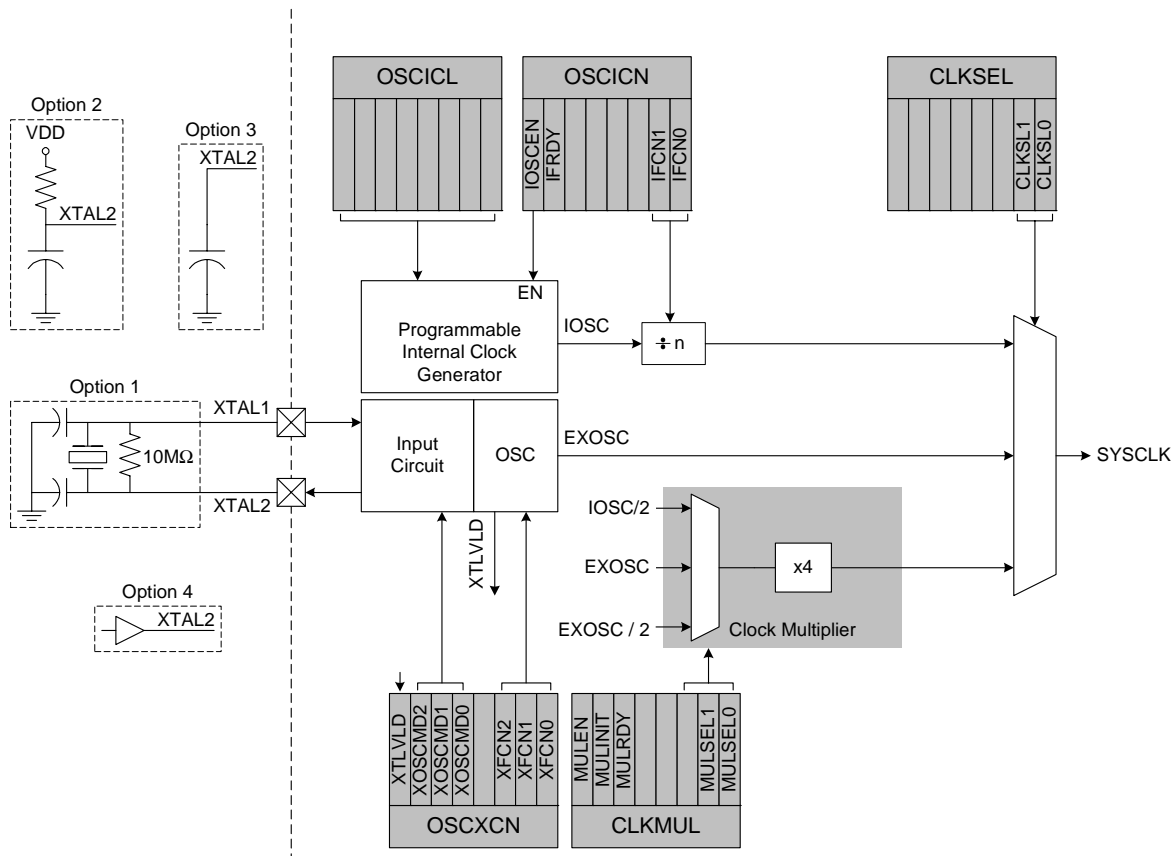 OSCICL
OSCICN
CLKSEL
IOSCEN
IFRDY
IFCN1
IFCN0
CLKSL1
CLKSL0
Option 2
VDD
XTAL2
Option 3
XTAL2
EN
Programmable
Internal Clock
Generator
IOSC
÷ n
Option 1
XTAL1
10MΩ
XTAL2
Input
Circuit
OSC
EXOSC
SYSCLK
XTLVLD
IOSC/2
EXOSC
EXOSC / 2
x4
Clock Multiplier
Option 4
XTAL2
XTLVLD
XOSCMD2
XOSCMD1
XOSCMD0
XFCN2
XFCN1
XFCN0
OSCXCN
MULEN
MULINIT
MULRDY
MULSEL1
MULSEL0
CLKMUL